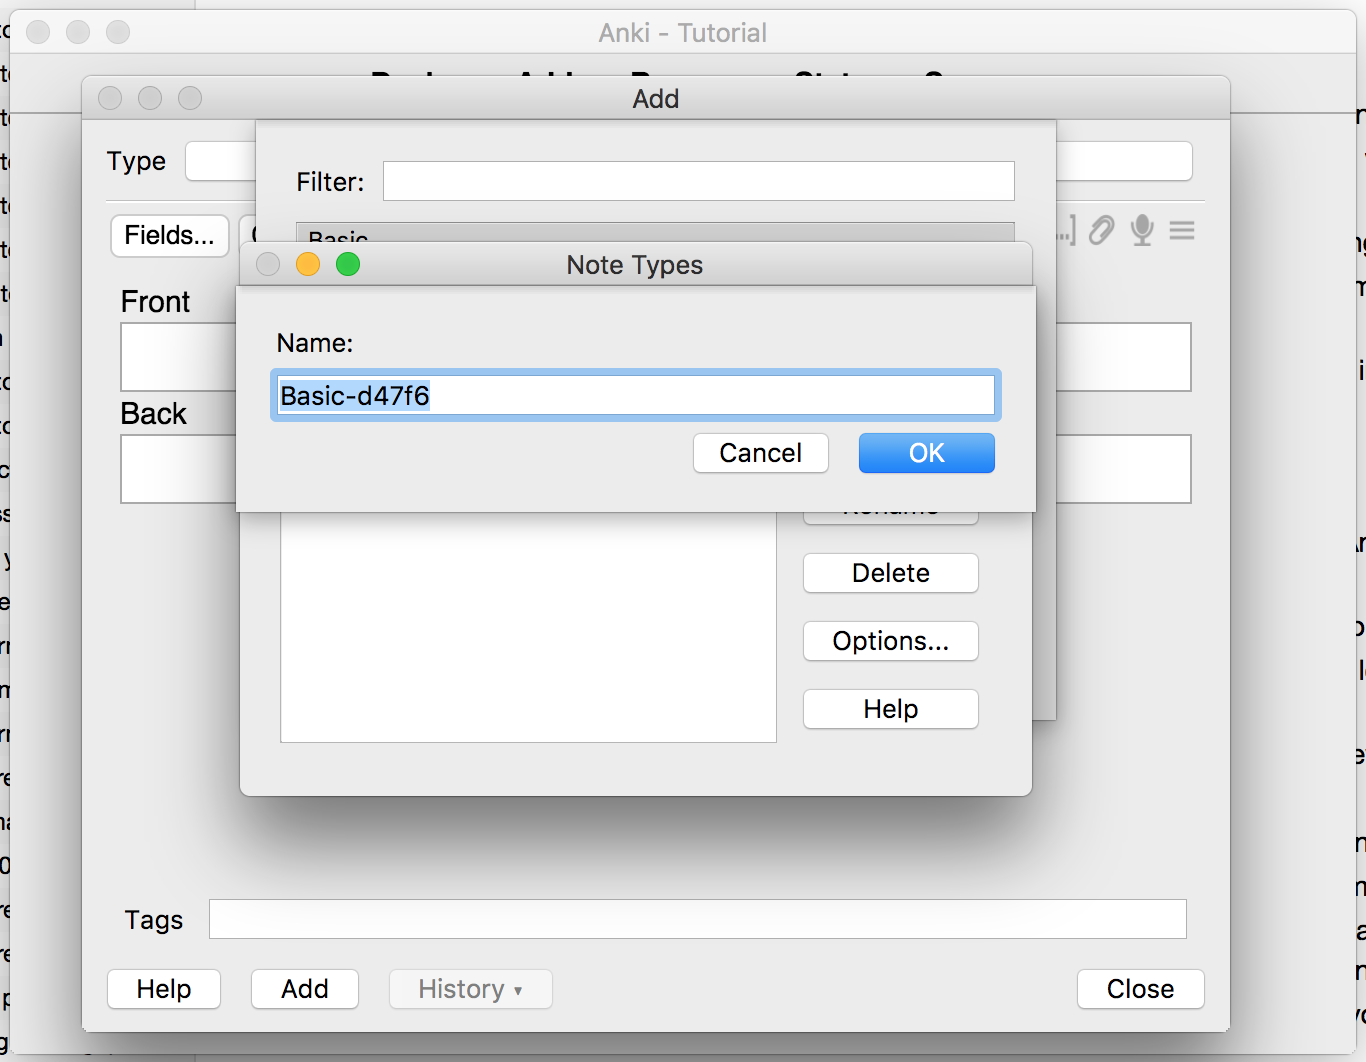 Anki - Tutorial
Add
Type
Filter:
Fields...
Basic
Note Types
Front
Name:
Basic-d47f6
Back
Cancel
OK
Rename
Delete
Options...
Help
Tags
Help
Add
History ▾
Close